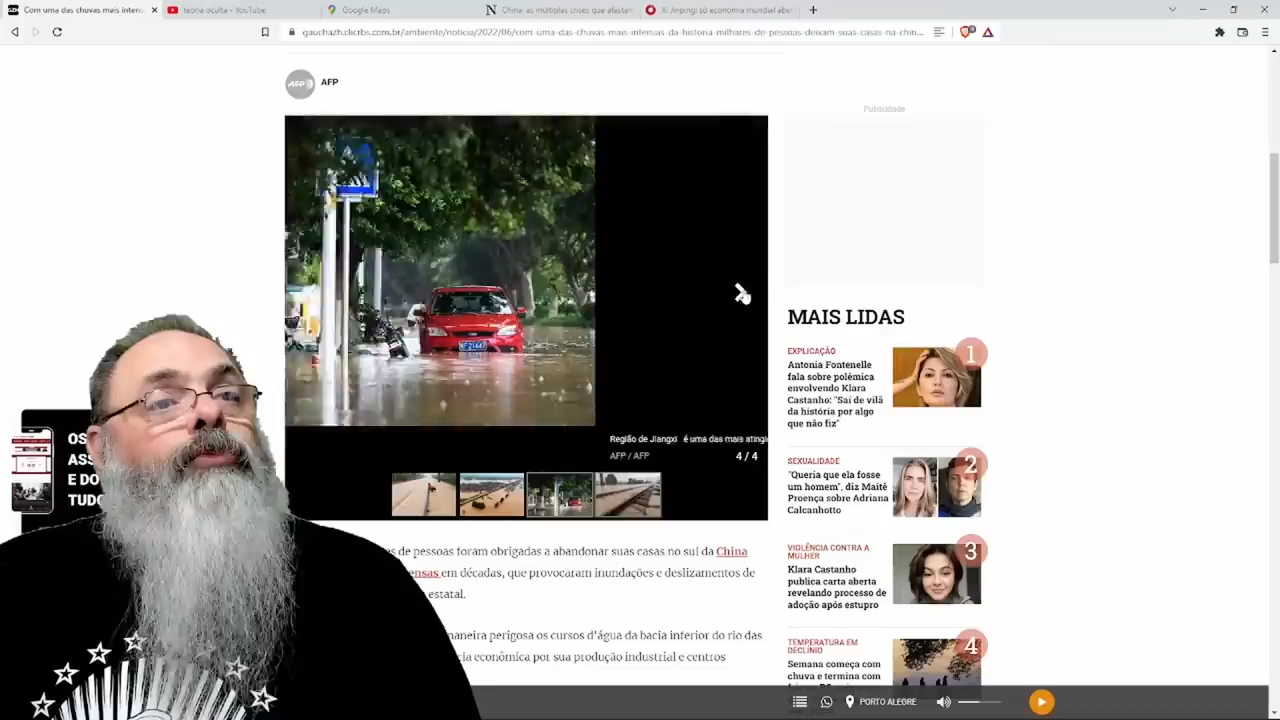 Com uma das chuvas mais intens
teoria oculta - YouTube
Google Maps
China: as múltiplas crises que afastam
Xi Jinping: só economia mundial aber
gauchazh.clicrbs.com.br/ambiente/noticia/2022/06/com-uma-das-chuvas-mais-intensas-da-historia-milhares-de-pessoas-deixam-suas-casas-na-chin...
AFP
AFP
Publicidade
Região de Jiangxi é uma das mais atingi
AFP / AFP
4 / 4
OS
ASS
E DO
TUDO
es de pessoas foram obrigadas a abandonar suas casas no sul da China
ensas em décadas, que provocaram inundações e deslizamentos de
estatal.
naneira perigosa os cursos d'água da bacia inferior do rio das
cia econômica por sua produção industrial e centros
MAIS LIDAS
EXPLICAÇÃO
1
Antonia Fontenelle
fala sobre polêmica
envolvendo Klara
Castanho: "Saí de vilã
da história por algo
que não fiz"
SEXUALIDADE
2
"Queria que ela fosse
um homem", diz Maitê
Proença sobre Adriana
Calcanhotto
VIOLÊNCIA CONTRA A
MULHER
3
Klara Castanho
publica carta aberta
revelando processo de
adoção após estupro
TEMPERATURA EM
DECLÍNIO
4
Semana começa com
chuva e termina com
PORTO ALEGRE